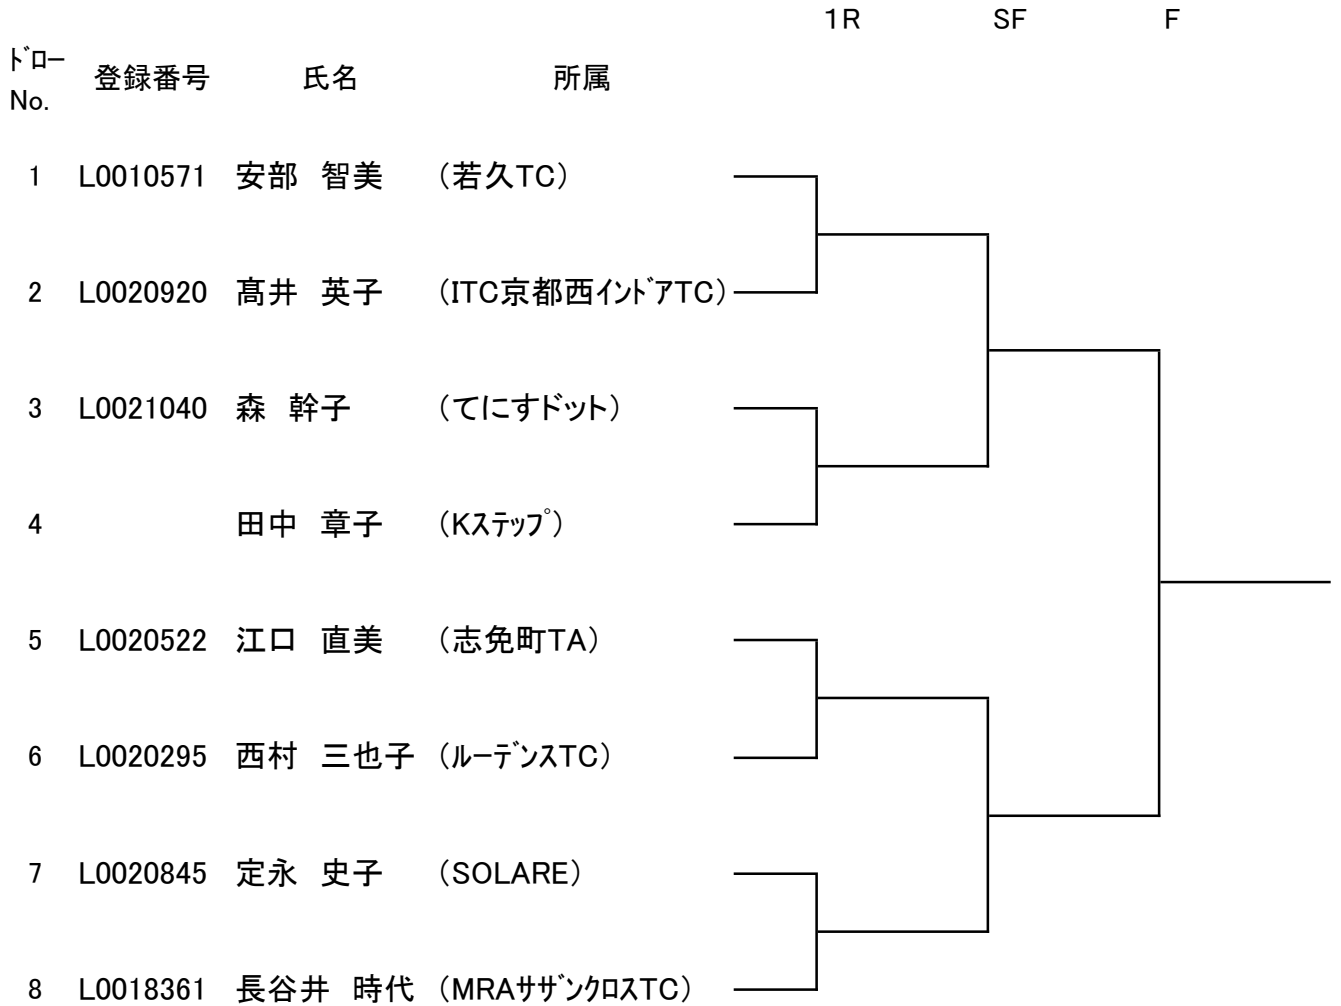 1R SF F
ﾄﾞﾛｰ
No.
登録番号 氏名 所属
1 L0010571 安部 智美 （若久TC）
2 L0020920 髙井 英子 （ITC京都西ｲﾝﾄﾞｱTC）
3 L0021040 森 幹子 （てにすドット）
4 田中 章子 （Kｽﾃｯﾌﾟ）
5 L0020522 江口 直美 （志免町TA）
6 L0020295 西村 三也子 （ﾙｰﾃﾞﾝｽTC）
7 L0020845 定永 史子 （SOLARE）
8 L0018361 長谷井 時代 （MRAｻｻﾞﾝｸﾛｽTC）